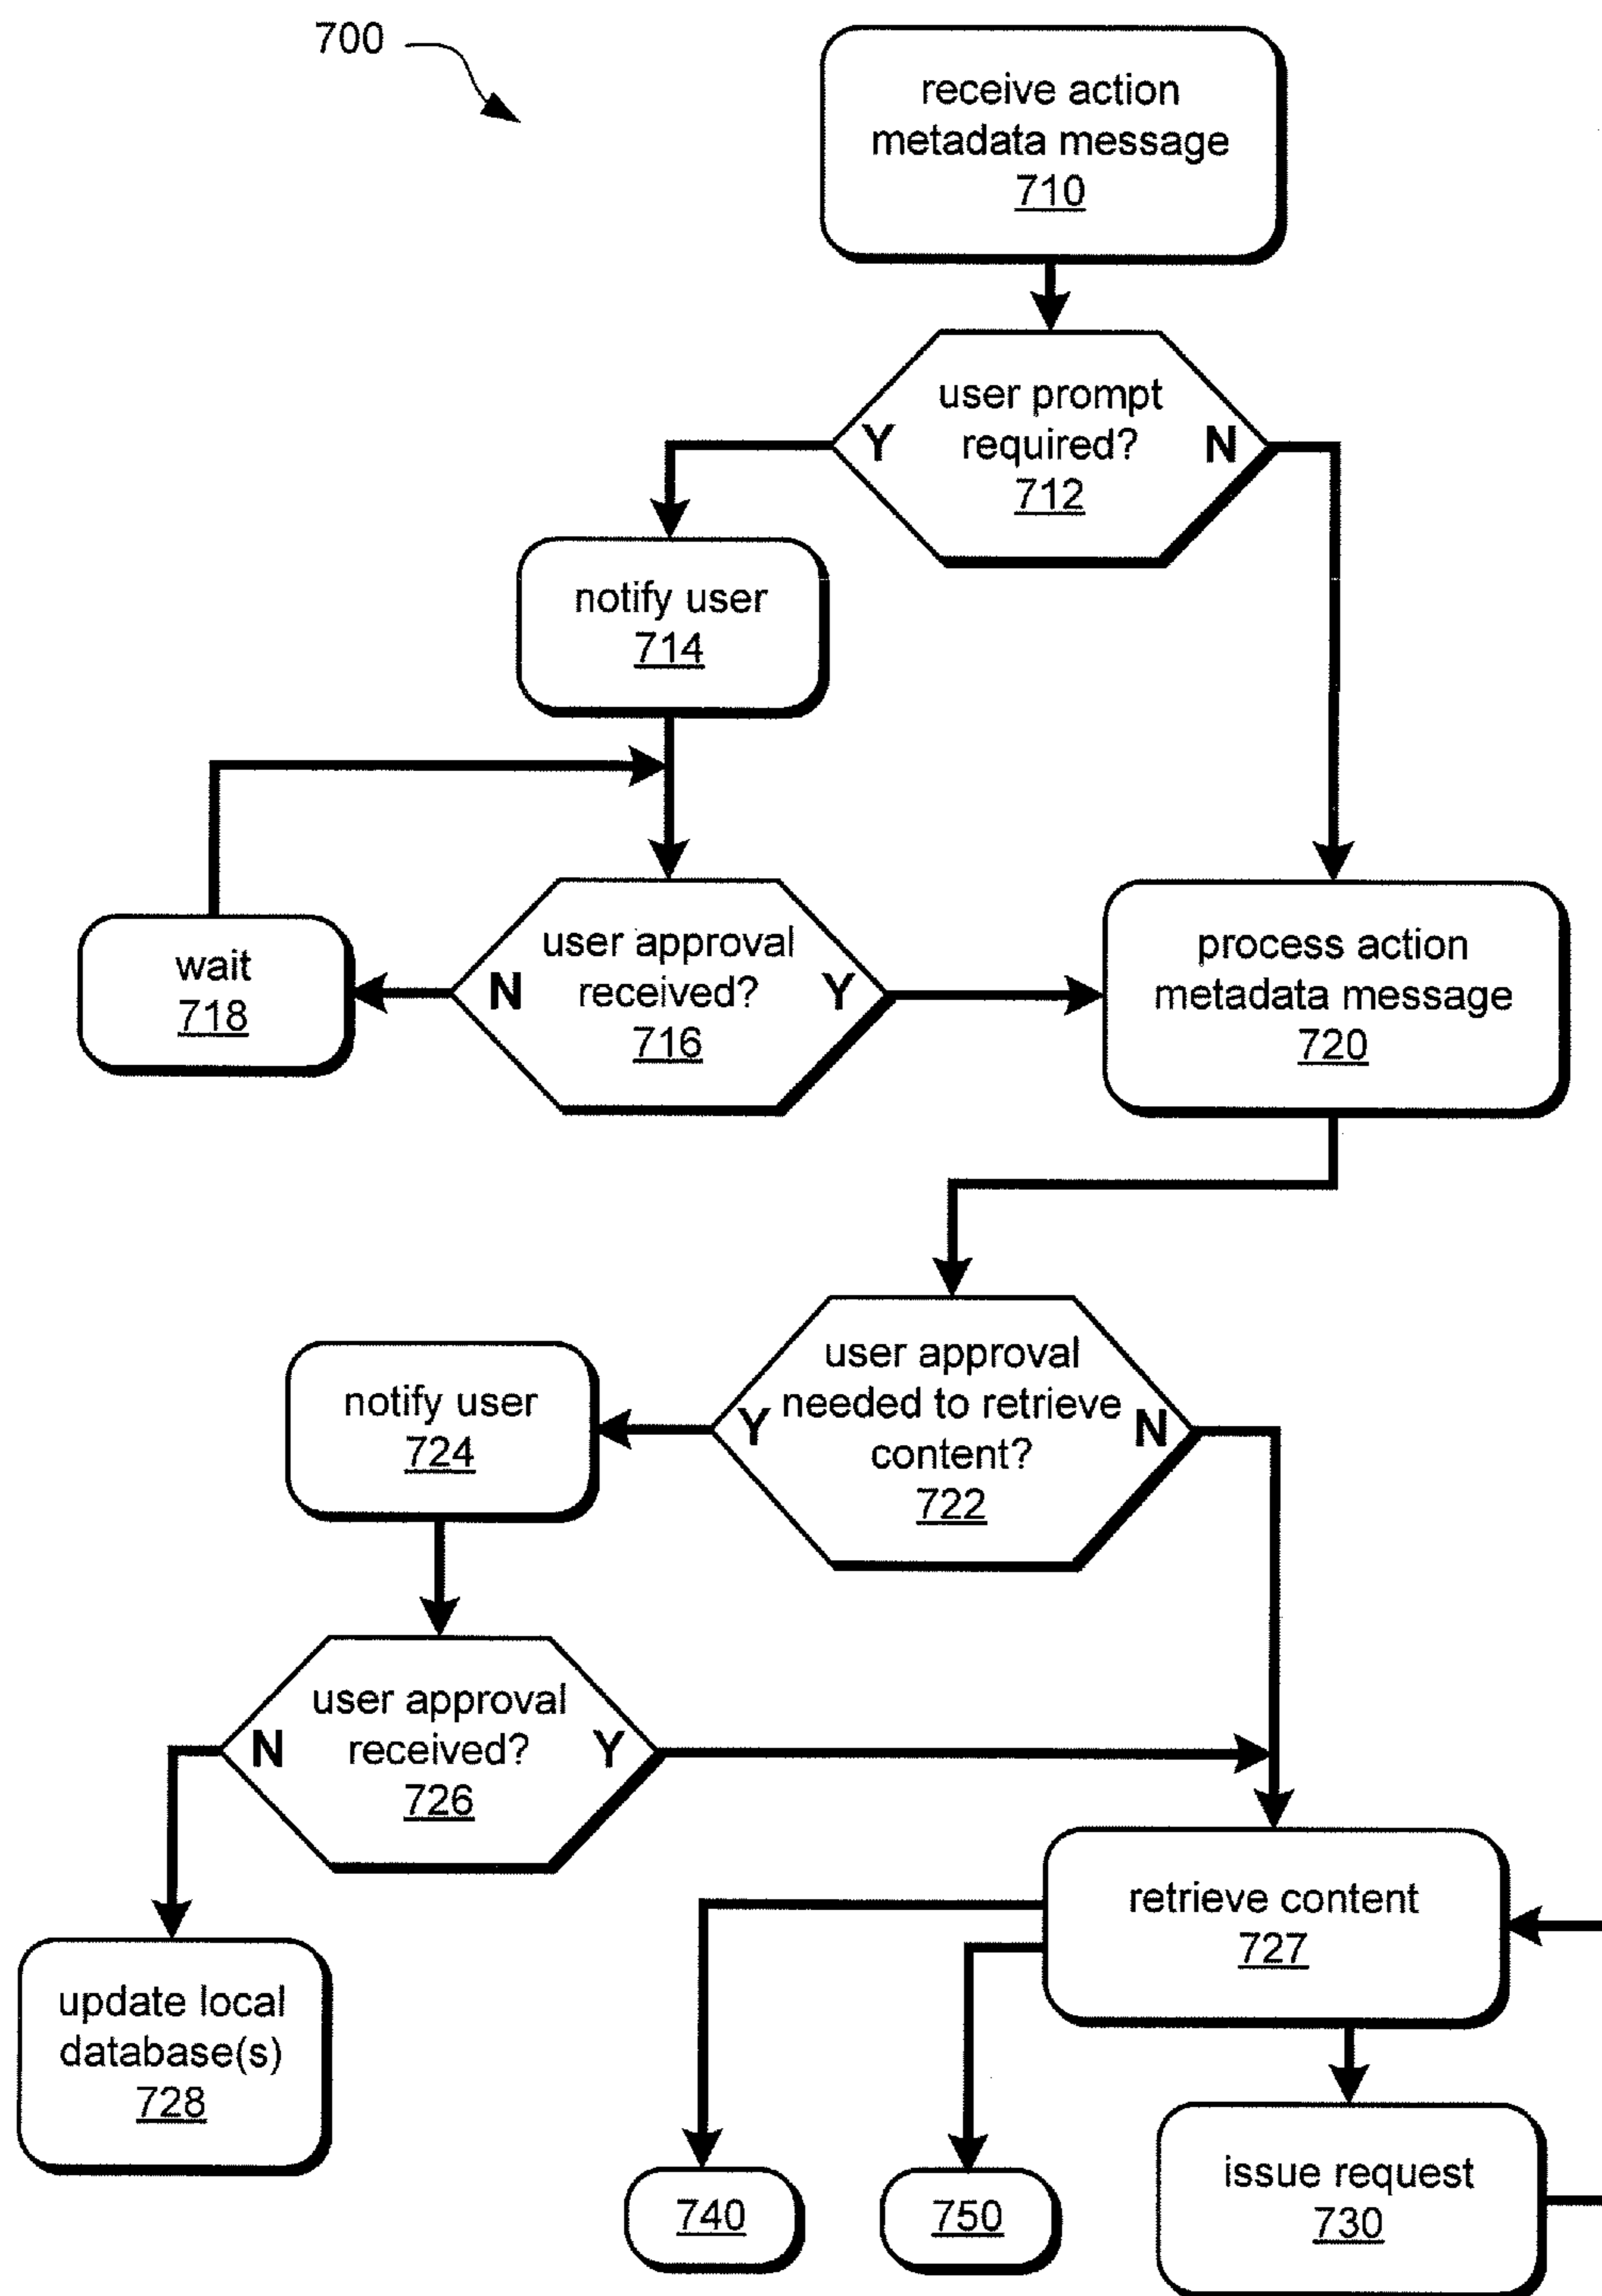 700
receive action
metadata message
710
user prompt
required?
712
Y
N
notify user
714
user approval
received?
716
N
Y
wait
718
process action
metadata message
720
user approval
needed to retrieve
content?
722
Y
N
notify user
724
user approval
received?
726
N
Y
retrieve content
727
update local
database(s)
728
740
750
issue request
730